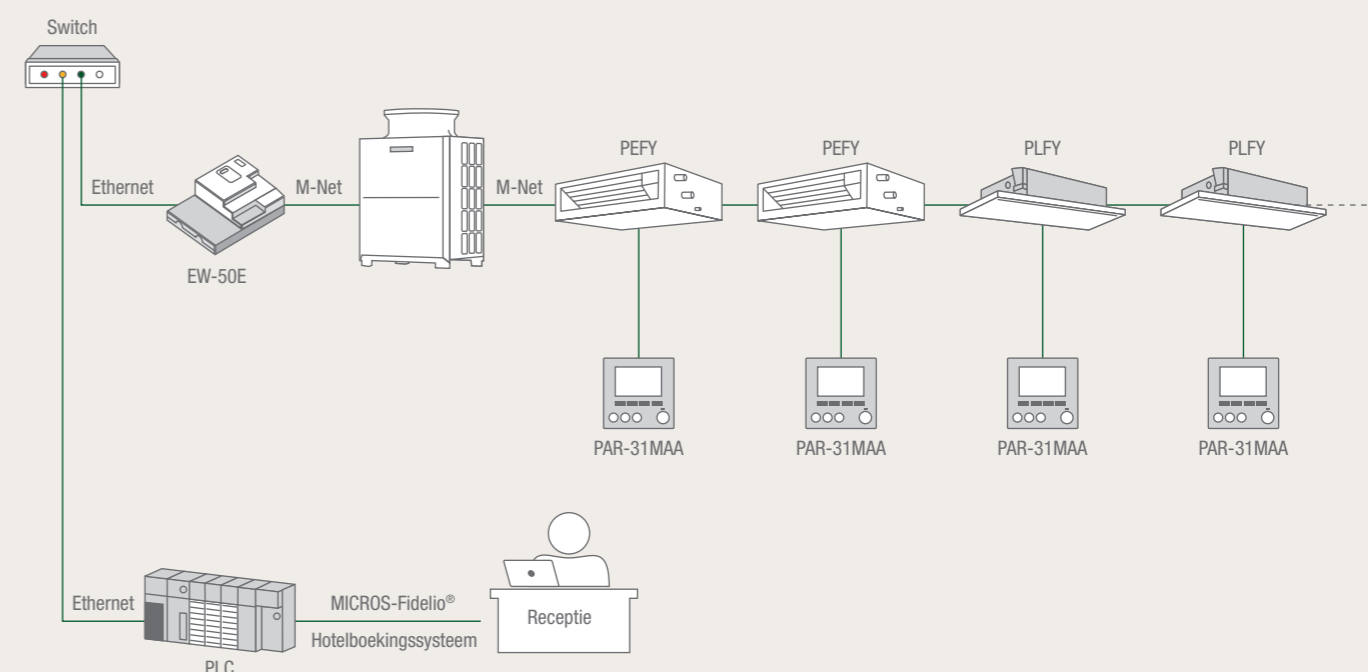 Switch
PEFY
PEFY
PLFY
PLFY
Ethernet
M-Net
M-Net
EW-50E
PAR-31MAA
PAR-31MAA
PAR-31MAA
PAR-31MAA
Ethernet
MICROS-Fidelio®
Hotelboekingssysteem
Receptie
PLC